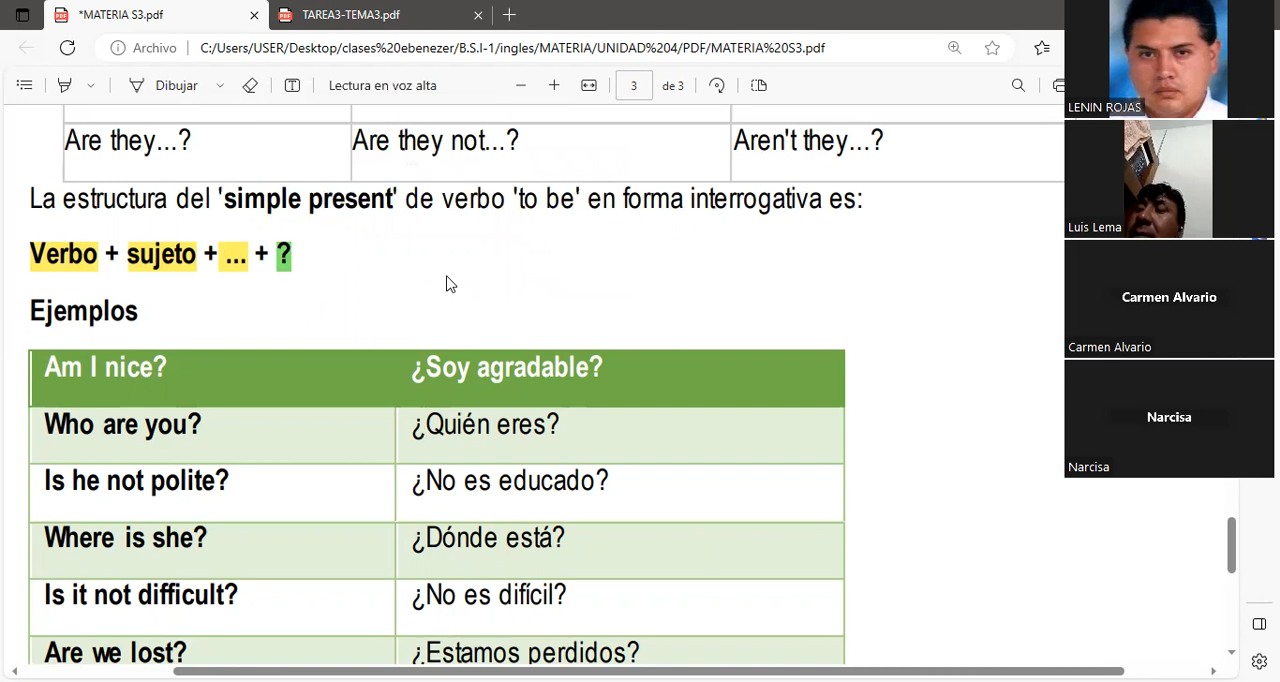 *MATERIA S3.pdf
TAREA3-TEMA3.pdf
Archivo
C:/Users/USER/Desktop/clases%20ebenezer/B.S.I-1/ingles/MATERIA/UNIDAD%204/PDF/MATERIA%20S3.pdf
Dibujar
Lectura en voz alta
3
de 3
LENIN ROJAS
Luis Lema
Carmen Alvario
Carmen Alvario
Narcisa
Narcisa
Are they...? Are they not...? Aren't they...?
La estructura del 'simple present' de verbo 'to be' en forma interrogativa es:
Verbo + sujeto + ... + ?
Ejemplos
Am I nice? ¿Soy agradable?
Who are you? ¿Quién eres?
Is he not polite? ¿No es educado?
Where is she? ¿Dónde está?
Is it not difficult? ¿No es difícil?
Are we lost? ¿Estamos perdidos?